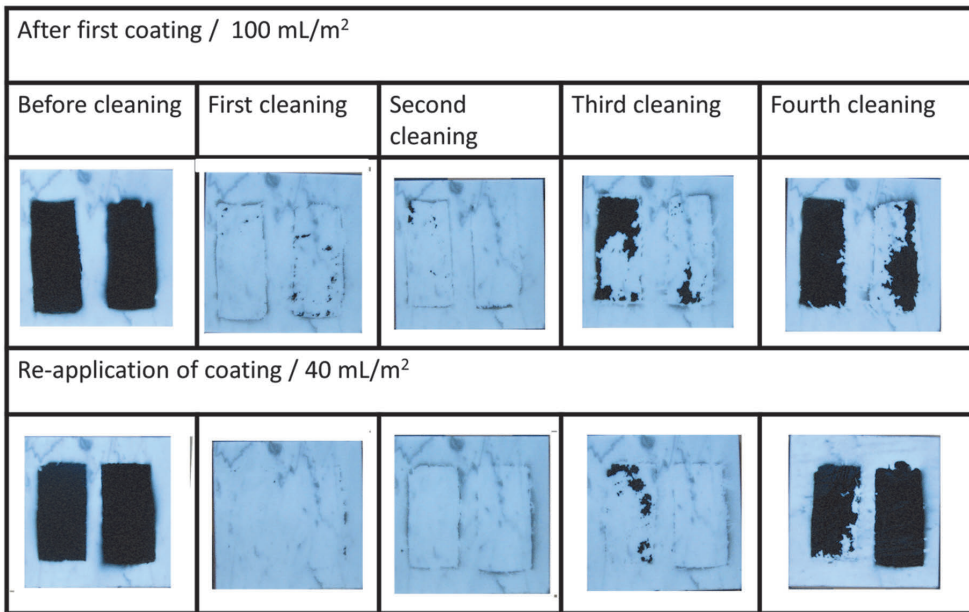 After first coating / 100 mL/m²
Before cleaning
First cleaning
Second
cleaning
Third cleaning
Fourth cleaning
Re-application of coating / 40 mL/m²